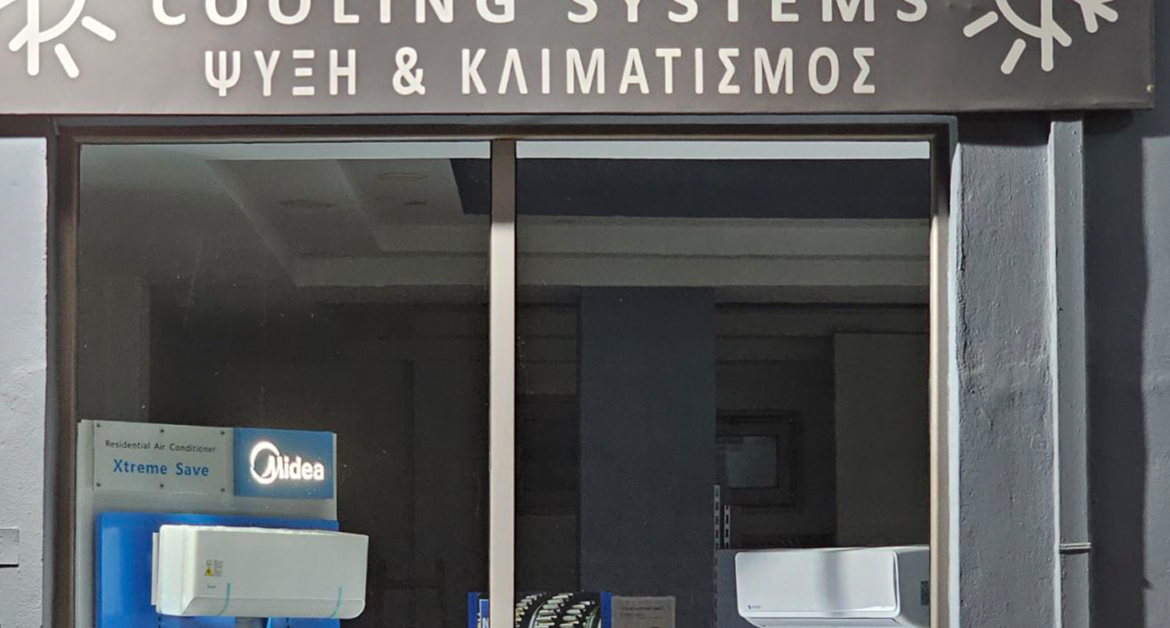 COOLING SYSTEMS
ΨΥΞΗ & ΚΛΙΜΑΤΙΣΜΟΣ
Residential Air Conditioner
Xtreme Save
Midea